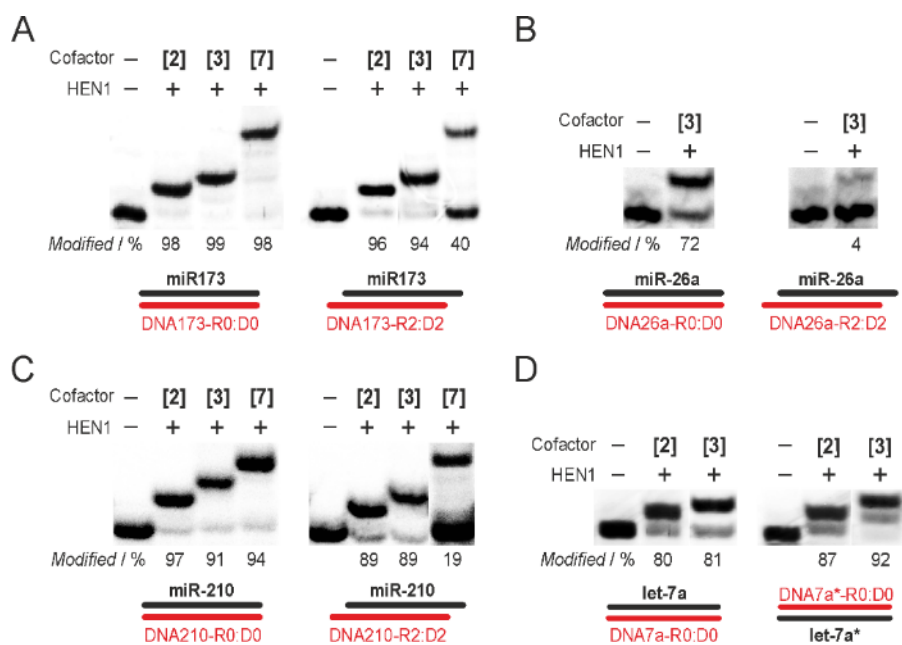 A
Cofactor – [2] [3] [7] – [2] [3] [7]
HEN1 – + + + – + + +
Modified / % 98 99 98 96 94 40
miR173 miR173
DNA173-R0:D0 DNA173-R2:D2
B
Cofactor – [3] – [3]
HEN1 – + – +
Modified / % 72 4
miR-26a miR-26a
DNA26a-R0:D0 DNA26a-R2:D2
C
Cofactor – [2] [3] [7] – [2] [3] [7]
HEN1 – + + + – + + +
Modified / % 97 91 94 89 89 19
miR-210 miR-210
DNA210-R0:D0 DNA210-R2:D2
D
Cofactor – [2] [3] – [2] [3]
HEN1 – + + – + +
Modified / % 80 81 87 92
let-7a DNA7a*-R0:D0
DNA7a-R0:D0 let-7a*